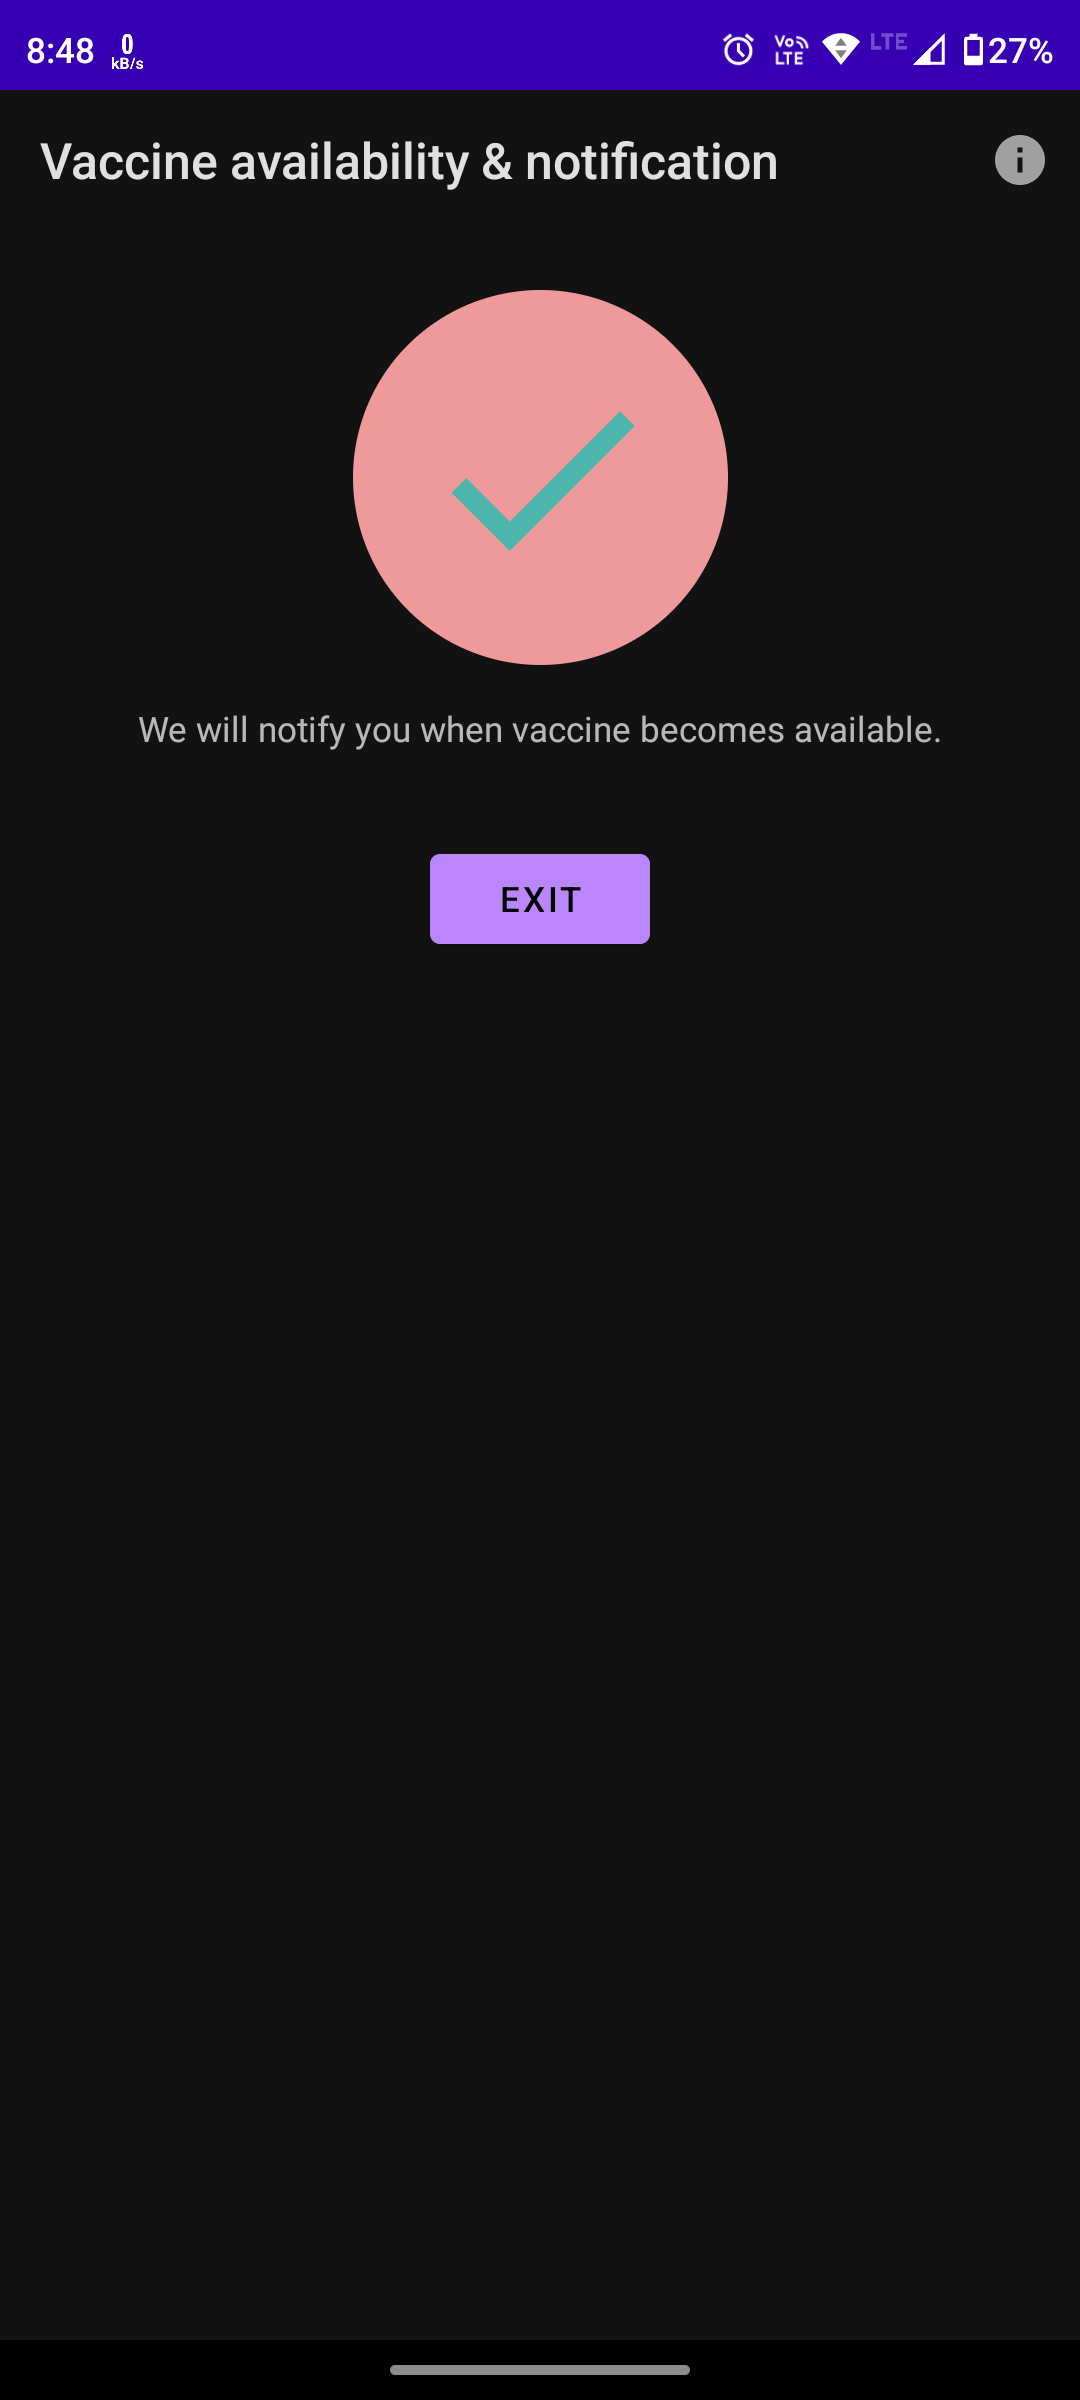 8:48 0 kB/s Vo LTE LTE 27%
Vaccine availability & notification
We will notify you when vaccine becomes available.
EXIT